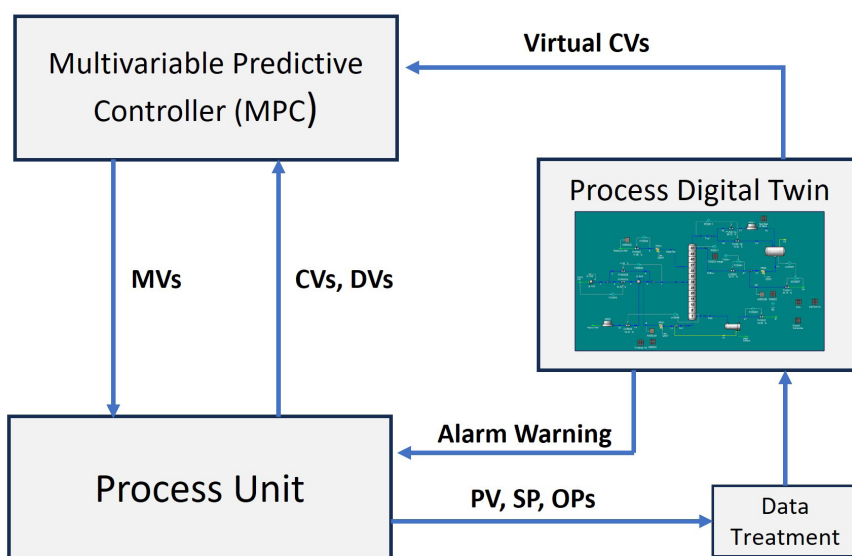 Virtual CVs
Multivariable Predictive
Controller (MPC)
Process Digital Twin
MVs
CVs, DVs
Alarm Warning
Process Unit
PV, SP, OPs
Data
Treatment